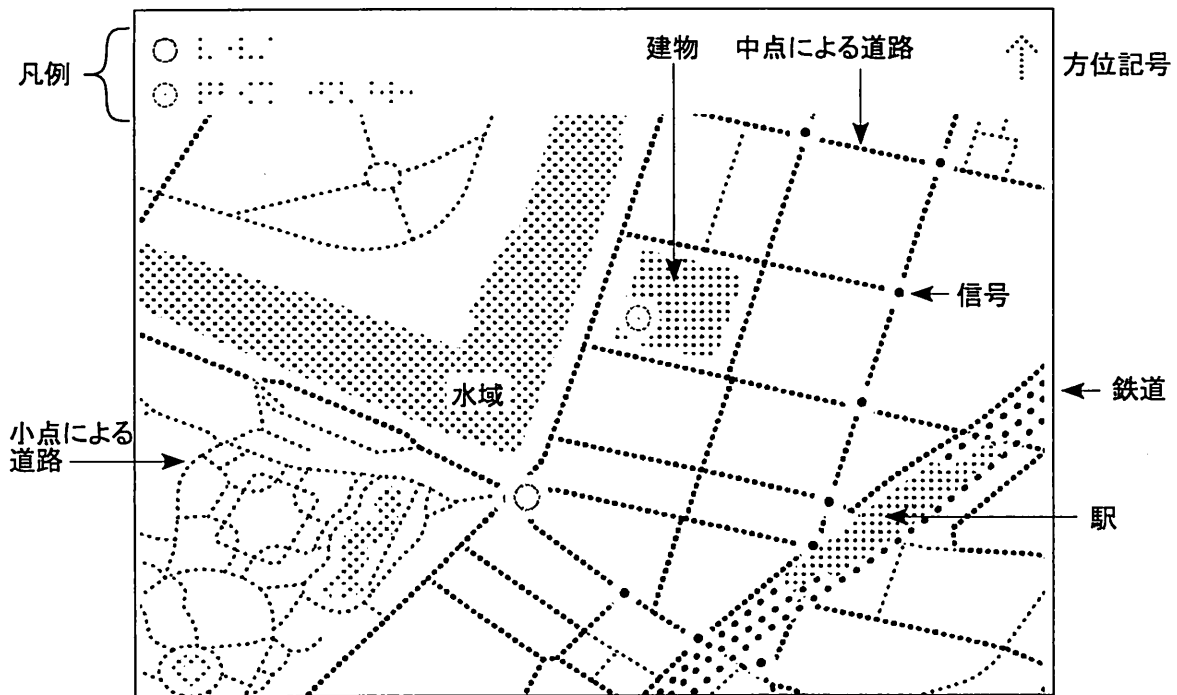 凡例
建物
中点による道路
方位記号
信号
鉄道
水域
小点による
道路
駅